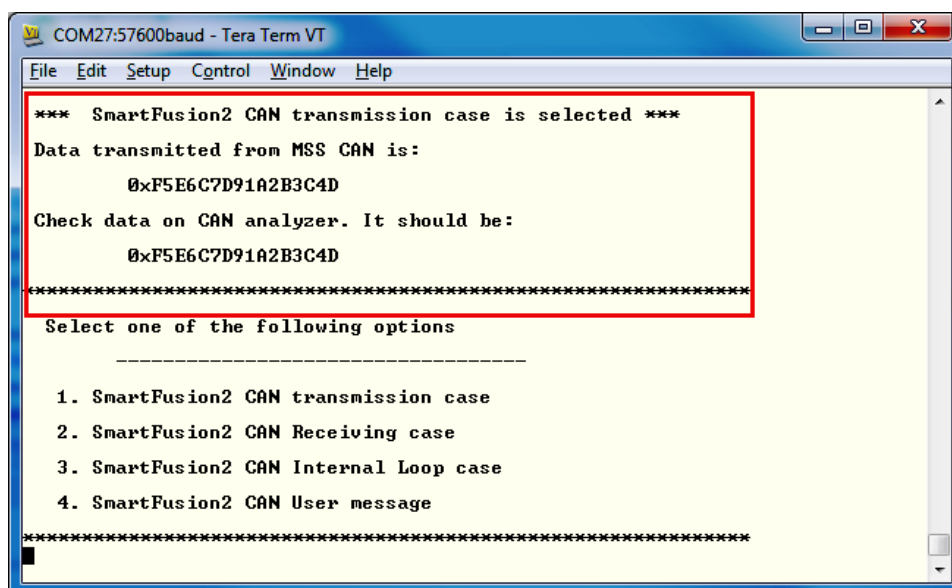 COM27:57600baud - Tera Term VT
File Edit Setup Control Window Help
*** SmartFusion2 CAN transmission case is selected ***
Data transmitted from MSS CAN is:
0xF5E6C7D91A2B3C4D
Check data on CAN analyzer. It should be:
0xF5E6C7D91A2B3C4D
*************************************************************
Select one of the following options
-----------------------------------
1. SmartFusion2 CAN transmission case
2. SmartFusion2 CAN Receiving case
3. SmartFusion2 CAN Internal Loop case
4. SmartFusion2 CAN User message
*************************************************************